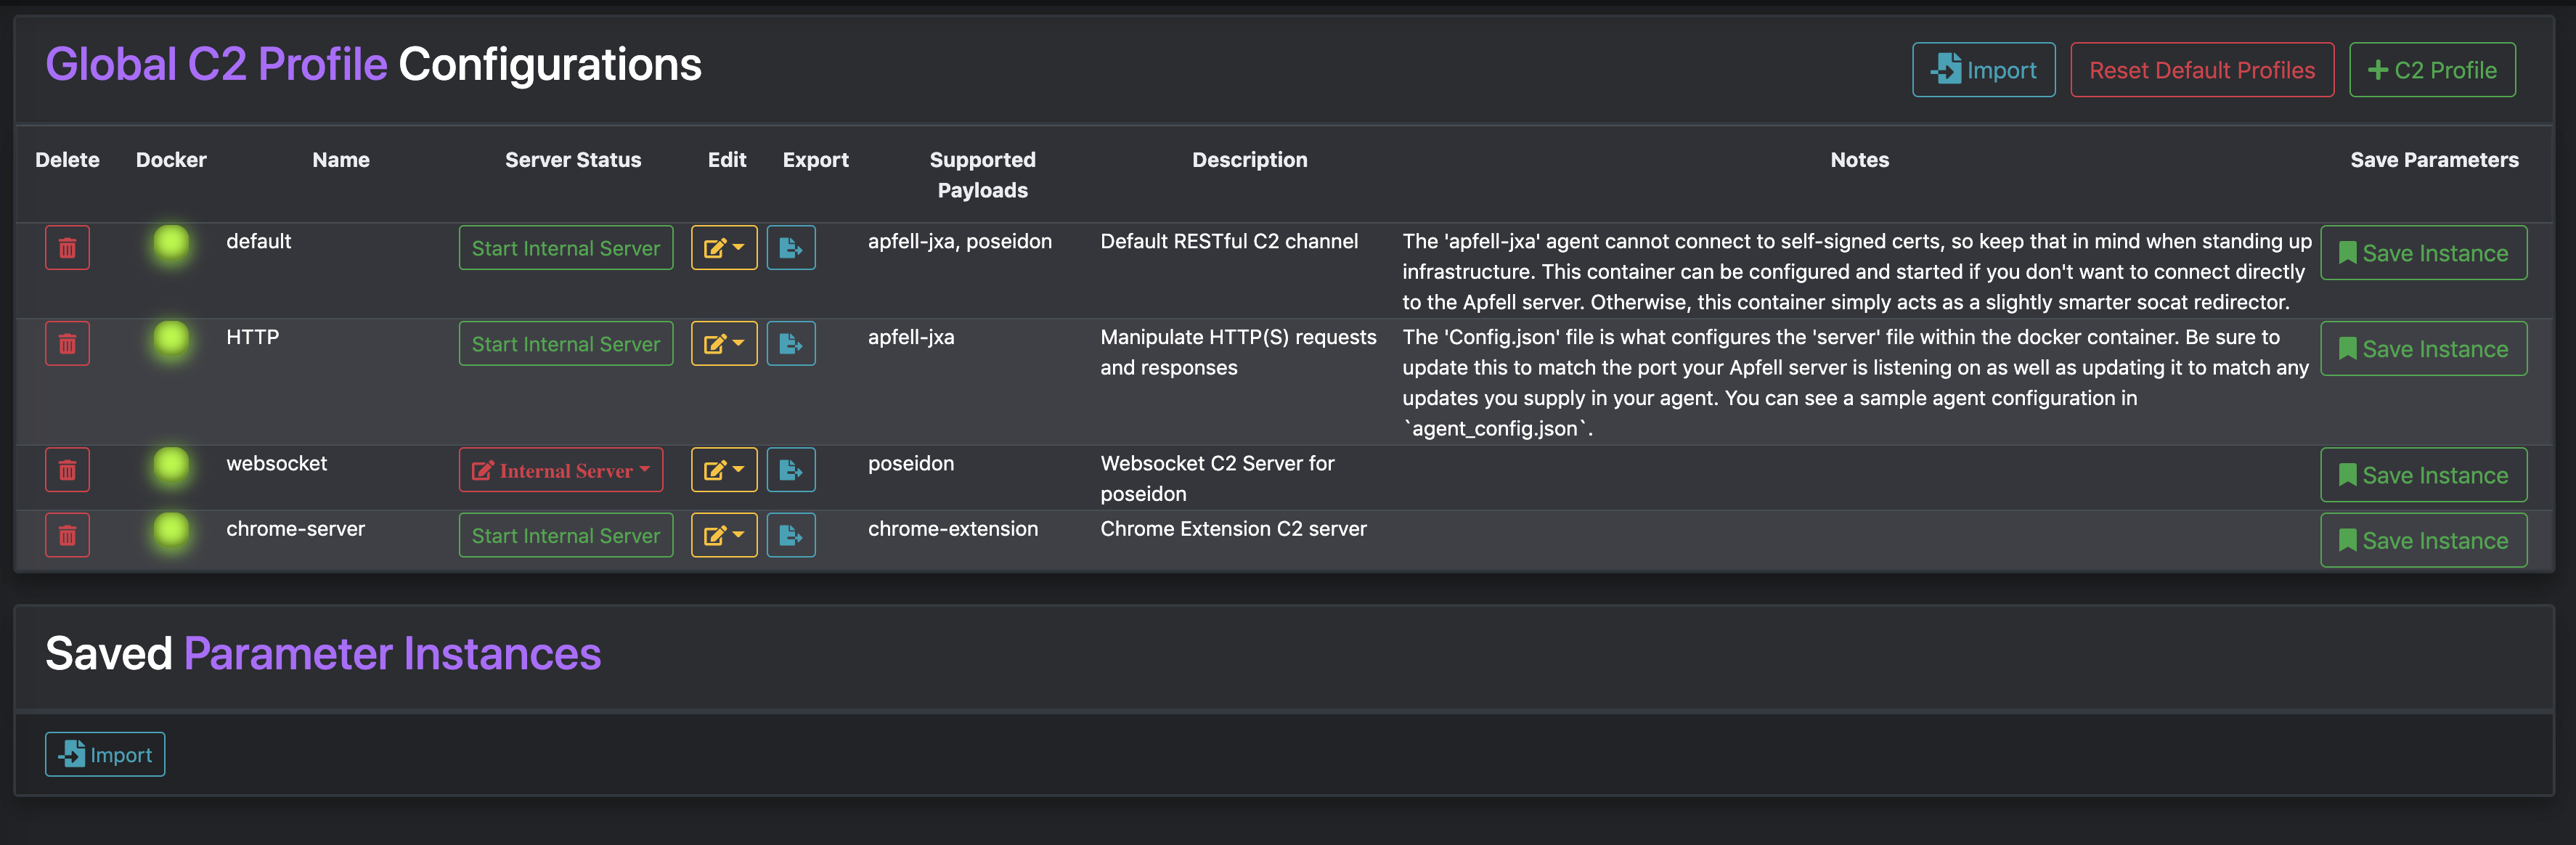 Global C2 Profile Configurations
Import
Reset Default Profiles
C2 Profile
Delete
Docker
Name
Server Status
Edit
Export
Supported
Payloads
Description
Notes
Save Parameters
default
Start Internal Server
apfell-jxa, poseidon
Default RESTful C2 channel
The 'apfell-jxa' agent cannot connect to self-signed certs, so keep that in mind when standing up
infrastructure. This container can be configured and started if you don't want to connect directly
to the Apfell server. Otherwise, this container simply acts as a slightly smarter socat redirector.
Save Instance
HTTP
Start Internal Server
apfell-jxa
Manipulate HTTP(S) requests
and responses
The 'Config.json' file is what configures the 'server' file within the docker container. Be sure to
update this to match the port your Apfell server is listening on as well as updating it to match any
updates you supply in your agent. You can see a sample agent configuration in
`agent_config.json`.
Save Instance
websocket
Internal Server
poseidon
Websocket C2 Server for
poseidon
Save Instance
chrome-server
Start Internal Server
chrome-extension
Chrome Extension C2 server
Save Instance
Saved Parameter Instances
Import